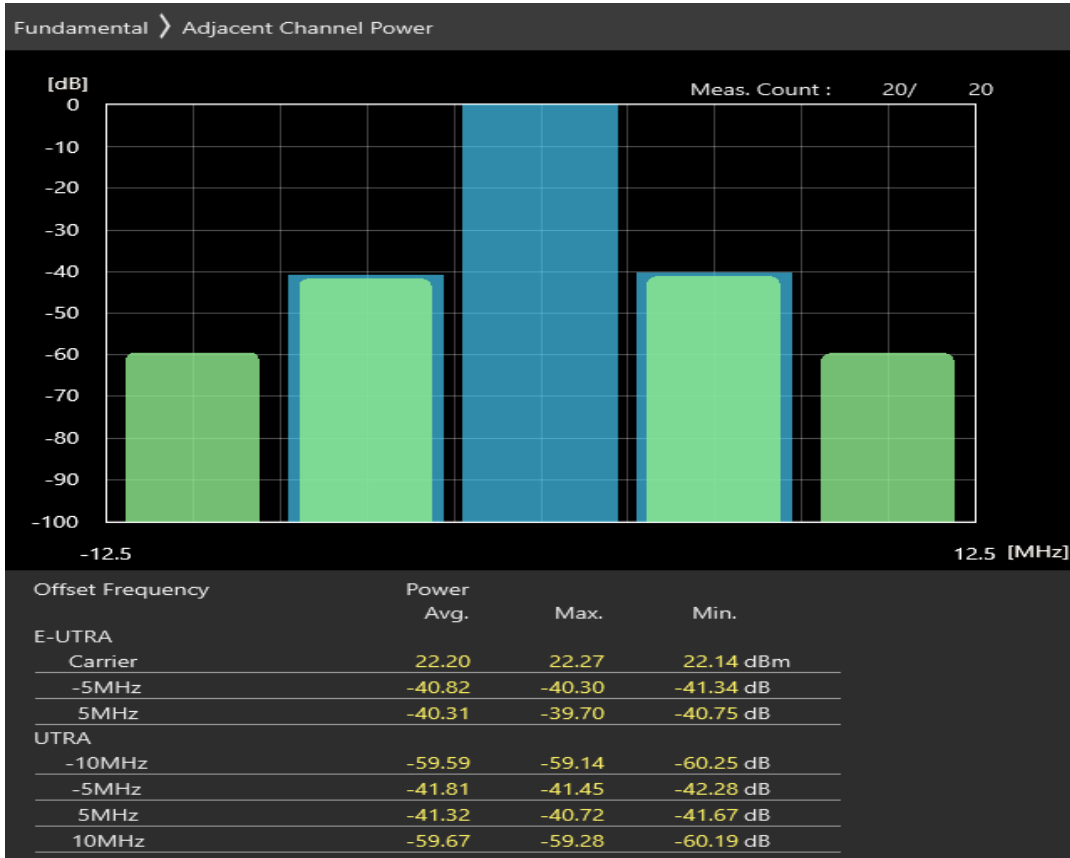 Fundamental 〉 Adjacent Channel Power
[dB]
Meas. Count : 20/ 20
0
-10
-20
-30
-40
-50
-60
-70
-80
-90
-100
-12.5 12.5 [MHz]
Offset Frequency Power
Avg. Max. Min.
E-UTRA
Carrier 22.20 22.27 22.14 dBm
-5MHz -40.82 -40.30 -41.34 dB
5MHz -40.31 -39.70 -40.75 dB
UTRA
-10MHz -59.59 -59.14 -60.25 dB
-5MHz -41.81 -41.45 -42.28 dB
5MHz -41.32 -40.72 -41.67 dB
10MHz -59.67 -59.28 -60.19 dB